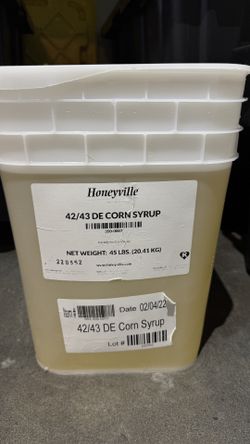 Honeyville
42/43 DE CORN SYRUP
NET WEIGHT: 45 LBS. (20.41 KG)
Date 02/04/22
42/43 DE Corn Syrup
Lot #